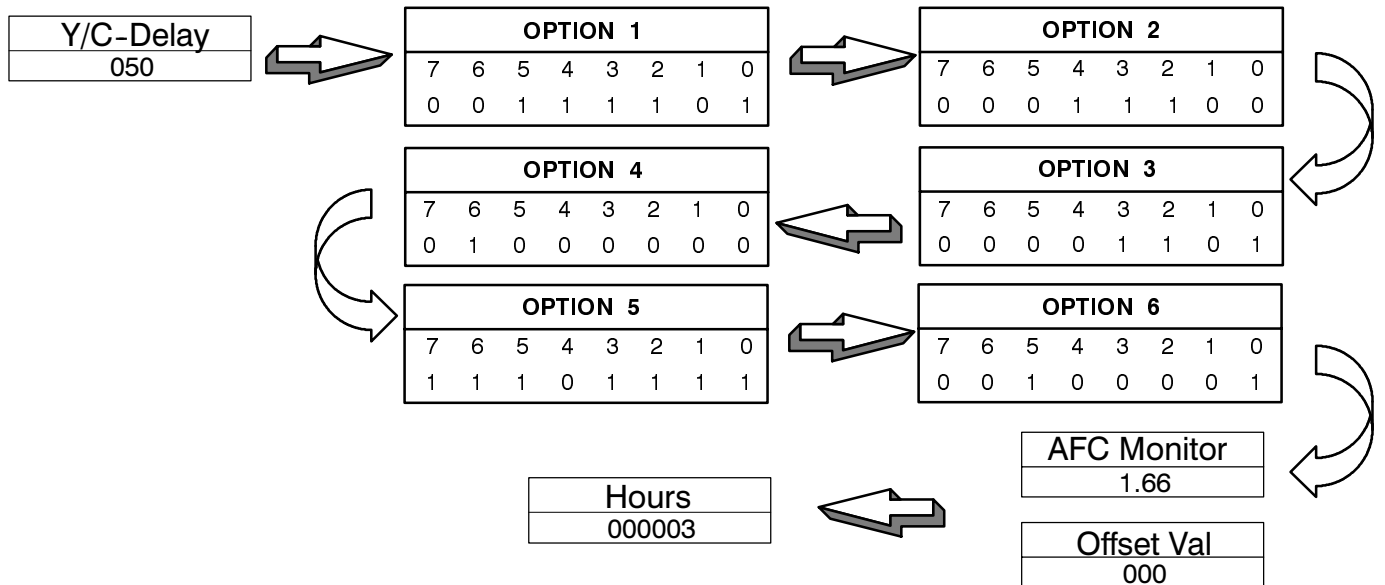 Y/C-Delay
050
OPTION 1
7 6 5 4 3 2 1 0
0 0 1 1 1 1 0 1
OPTION 2
7 6 5 4 3 2 1 0
0 0 0 1 1 1 0 0
OPTION 3
7 6 5 4 3 2 1 0
0 0 0 0 1 1 0 1
OPTION 4
7 6 5 4 3 2 1 0
0 1 0 0 0 0 0 0
OPTION 5
7 6 5 4 3 2 1 0
1 1 1 0 1 1 1 1
OPTION 6
7 6 5 4 3 2 1 0
0 0 1 0 0 0 0 1
AFC Monitor
1.66
Offset Val
000
Hours
000003